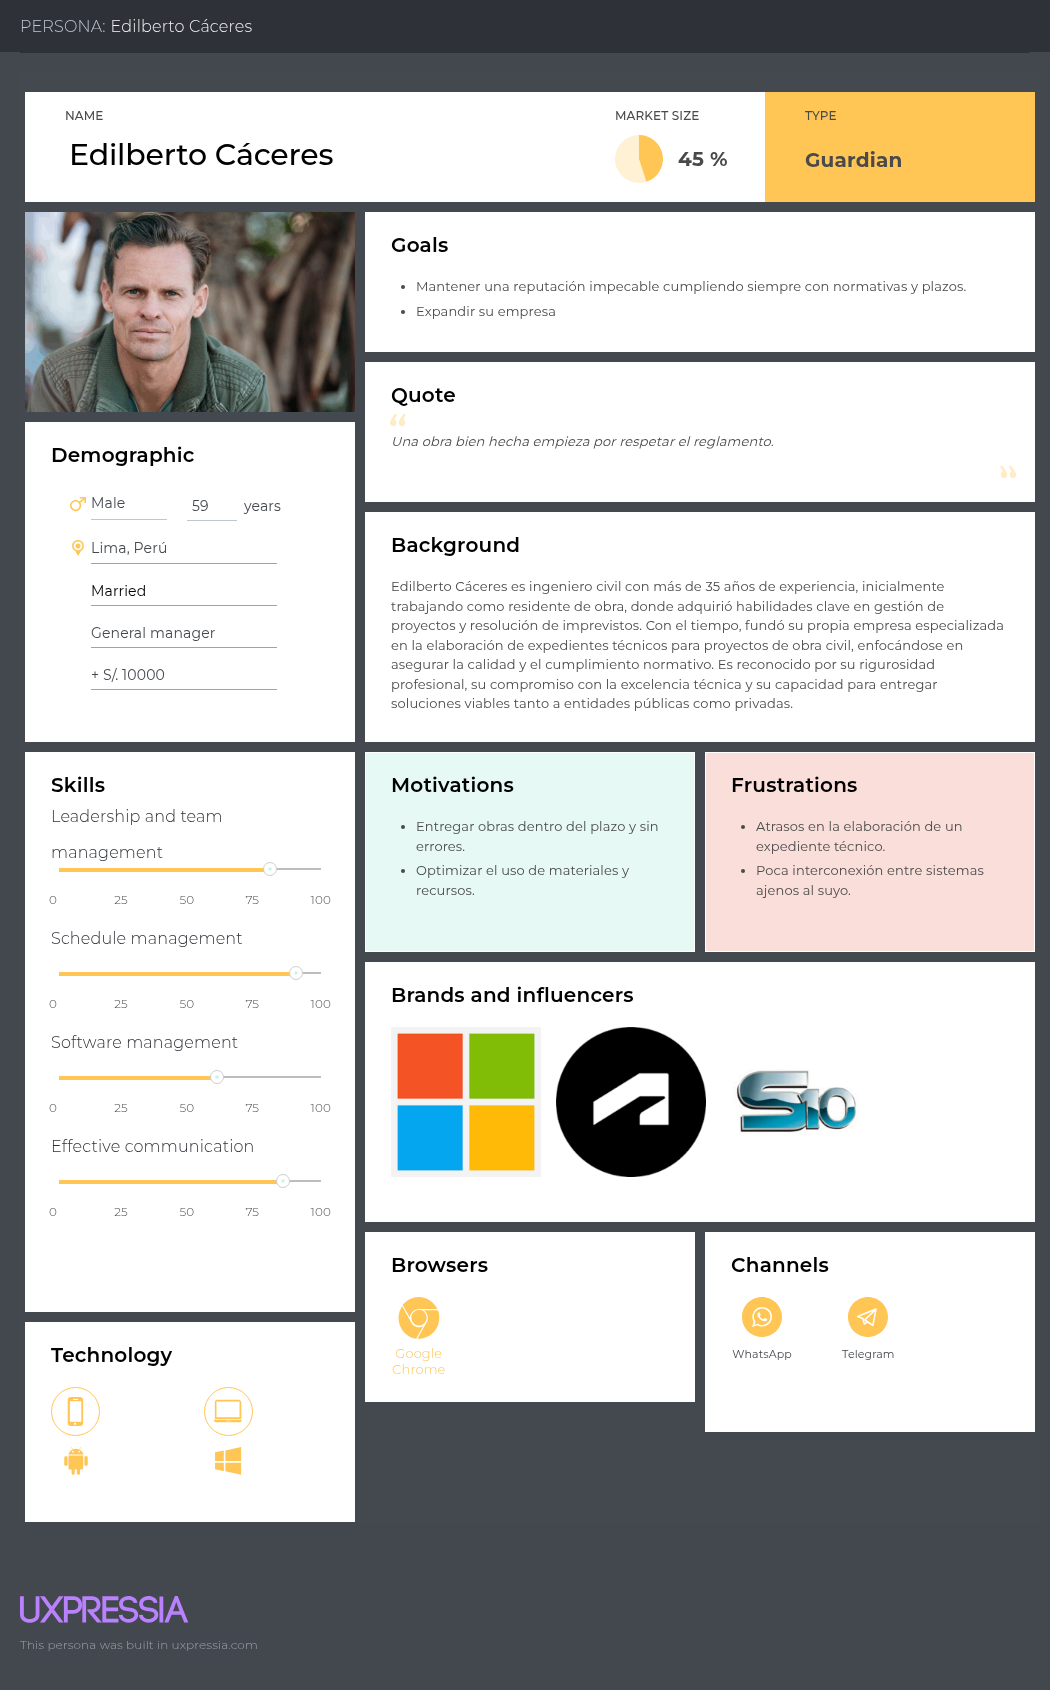 PERSONA: Edilberto Cáceres
NAME
Edilberto Cáceres
MARKET SIZE
45 %
TYPE
Guardian
Goals
Mantener una reputación impecable cumpliendo siempre con normativas y plazos.
Expandir su empresa
Quote
“
Una obra bien hecha empieza por respetar el reglamento.
”
Demographic
Male
59 years
Lima, Perú
Married
General manager
+ S/. 10000
Background
Edilberto Cáceres es ingeniero civil con más de 35 años de experiencia, inicialmente
trabajando como residente de obra, donde adquirió habilidades clave en gestión de
proyectos y resolución de imprevistos. Con el tiempo, fundó su propia empresa especializada
en la elaboración de expedientes técnicos para proyectos de obra civil, enfocándose en
asegurar la calidad y el cumplimiento normativo. Es reconocido por su rigurosidad
profesional, su compromiso con la excelencia técnica y su capacidad para entregar
soluciones viables tanto a entidades públicas como privadas.
Skills
Leadership and team
management
0 25 50 75 100
Schedule management
0 25 50 75 100
Software management
0 25 50 75 100
Effective communication
0 25 50 75 100
Motivations
Entregar obras dentro del plazo y sin
errores.
Optimizar el uso de materiales y
recursos.
Frustrations
Atrasos en la elaboración de un
expediente técnico.
Poca interconexión entre sistemas
ajenos al suyo.
Brands and influencers
S10
Browsers
Google
Chrome
Channels
WhatsApp
Telegram
Technology
UXPRESSIA
This persona was built in uxpressia.com